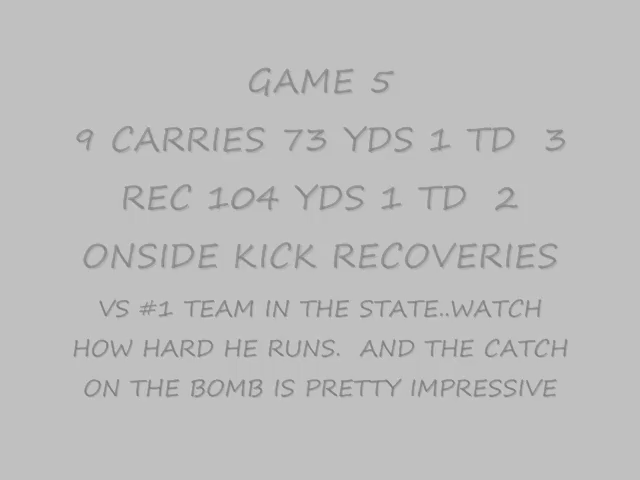 GAME 5
9 CARRIES 73 YDS 1 TD 3
REC 104 YDS 1 TD 2
ONSIDE KICK RECOVERIES
VS #1 TEAM IN THE STATE..WATCH
HOW HARD HE RUNS. AND THE CATCH
ON THE BOMB IS PRETTY IMPRESSIVE